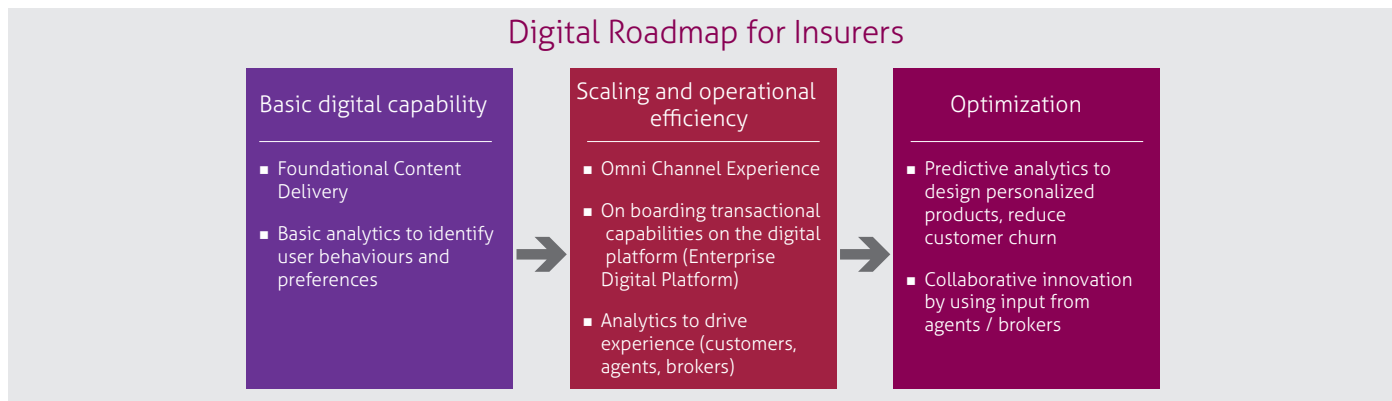 Digital Roadmap for Insurers
Basic digital capability
▪ Foundational Content
Delivery
▪ Basic analytics to identify
user behaviours and
preferences
Scaling and operational
efficiency
▪ Omni Channel Experience
▪ On boarding transactional
capabilities on the digital
platform (Enterprise
Digital Platform)
▪ Analytics to drive
experience (customers,
agents, brokers)
Optimization
▪ Predictive analytics to
design personalized
products, reduce
customer churn
▪ Collaborative innovation
by using input from
agents / brokers